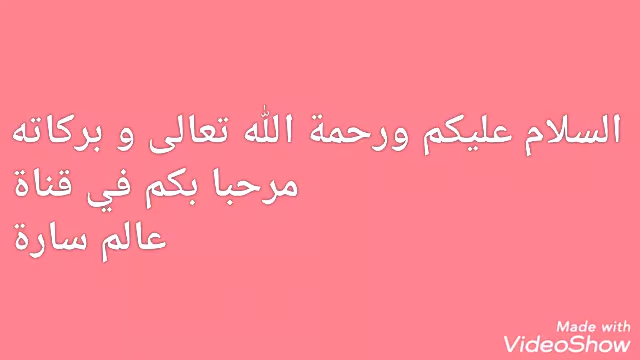 السلام عليكم ورحمة الله تعالى و بركاته
مرحبا بكم في قناة
عالم سارة
Made with
VideoShow